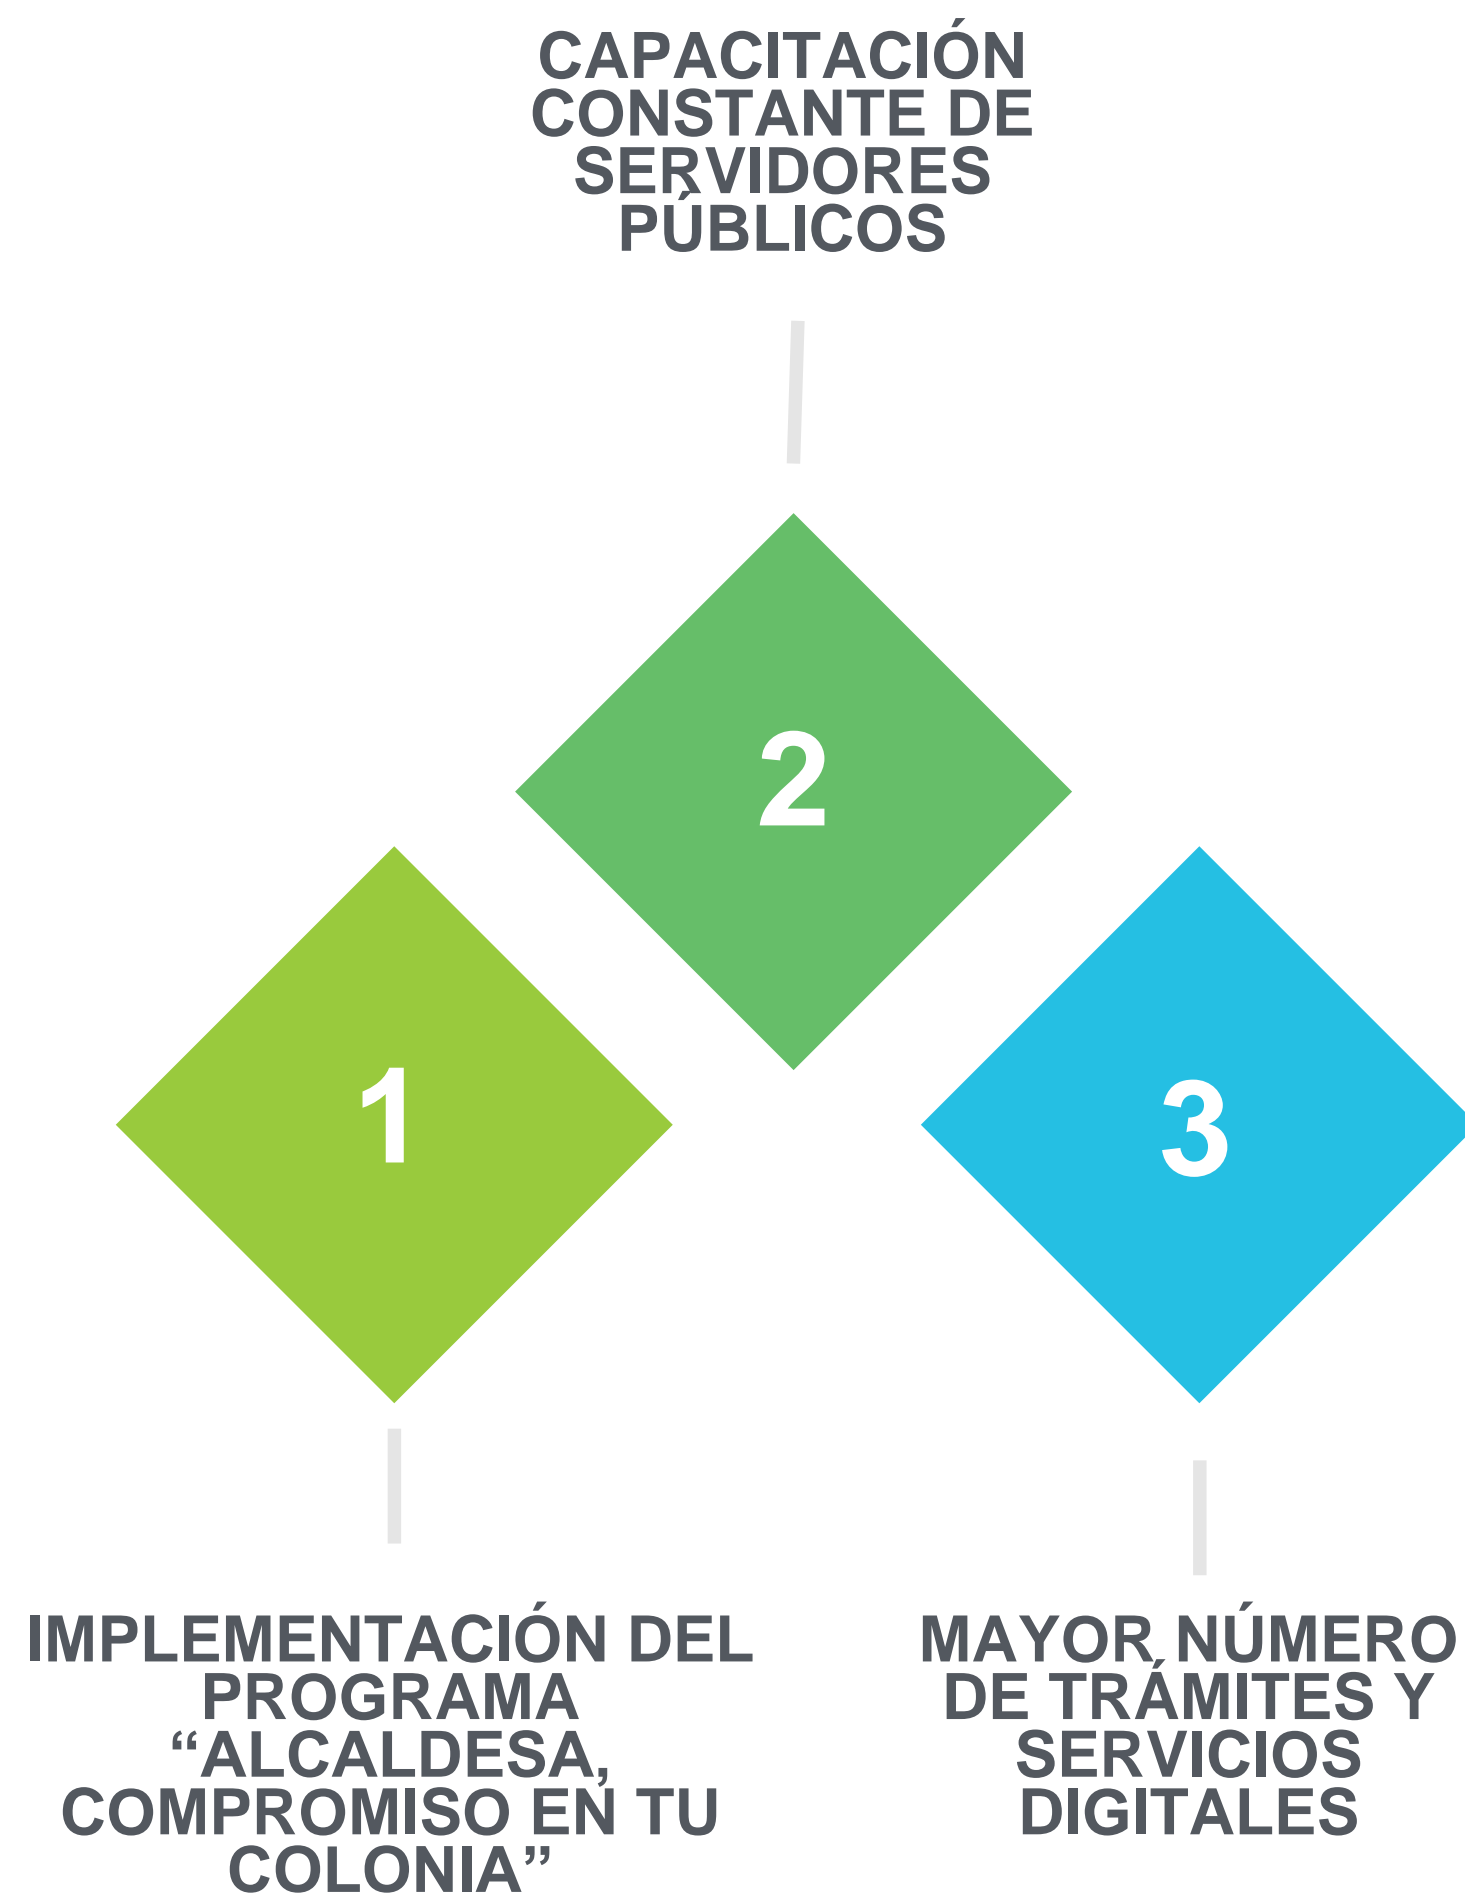 CAPACITACIÓN
CONSTANTE DE
SERVIDORES
PÚBLICOS
2
1
3
IMPLEMENTACIÓN DEL
PROGRAMA
“ALCALDESA,
COMPROMISO EN TU
COLONIA”
MAYOR NÚMERO
DE TRÁMITES Y
SERVICIOS
DIGITALES